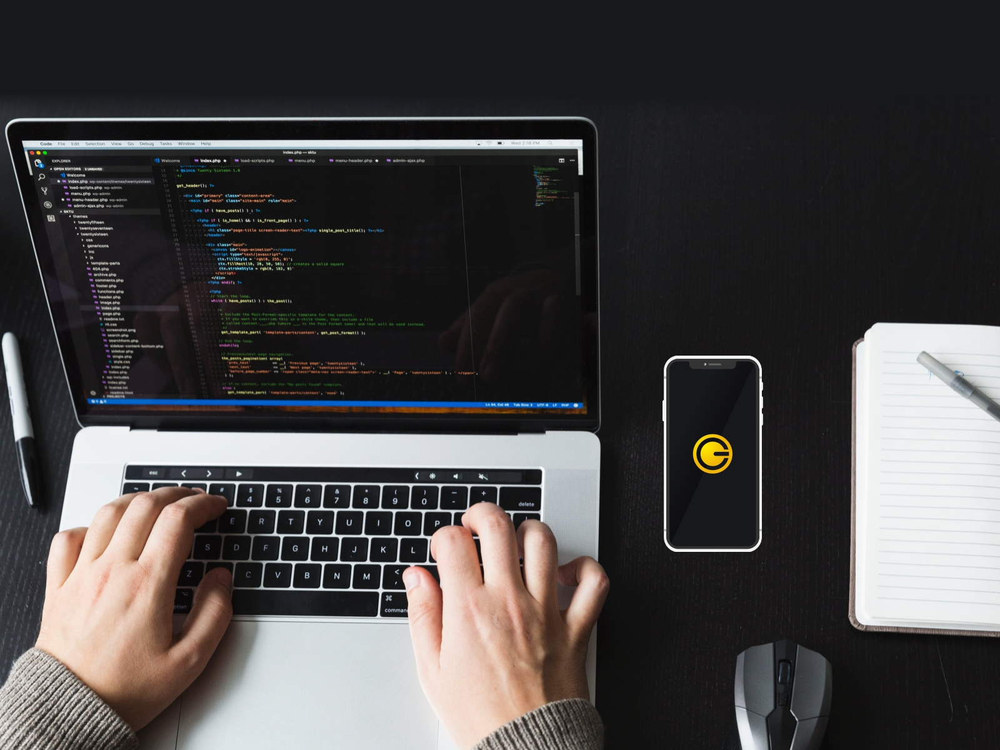 Code File Edit Selection View Go Debug Tasks Window Help
Wed 2:18 PM
index.php — sktu
EXPLORER
Welcome index.php load-scripts.php menu.php menu-header.php admin-ajax.php
OPEN EDITORS 2 UNSAVED
Welcome
index.php wp-content/themes/twentysixteen
load-scripts.php wp-admin
menu.php wp-admin
menu-header.php wp-admin
admin-ajax.php wp-admin
SKTU
themes
twentyfifteen
twentyseventeen
twentysixteen
css
genericons
inc
js
template-parts
404.php
archive.php
comments.php
footer.php
functions.php
header.php
image.php
index.php
page.php
readme.txt
rtl.css
screenshot.png
search.php
searchform.php
sidebar-content-bottom.php
sidebar.php
single.php
style.css
index.php
index.php
wp-includes
index.php
license.txt
readme.html
* @since Twenty Sixteen 1.0
*/
get_header(); ?>
<div id="primary" class="content-area">
<main id="main" class="site-main" role="main">
<?php if ( have_posts() ) : ?>
<?php if ( is_home() && ! is_front_page() ) : ?>
<header>
<h1 class="page-title screen-reader-text"><?php single_post_title(); ?></h1>
</header>
<div class="main">
<canvas id="logo-animation"></canvas>
<script type="text/javascript">
ctx.fillStyle = 'rgb(0, 255, 0)';
ctx.fillRect(10, 20, 50, 50); // creates a solid square
ctx.strokeStyle = rgb(0, 102, 0)'
</script>
</div>
<?php endif; ?>
<?php
// Start the loop.
while ( have_posts() ) : the_post();
/*
* Include the Post-Format-specific template for the content.
* If you want to override this in a child theme, then include a file
* called content-___.php (where ___ is the Post Format name) and that will be used instead.
*/
get_template_part( 'template-parts/content', get_post_format() );
// End the loop.
endwhile;
// Previous/next page navigation.
the_posts_pagination( array(
'prev_text' => __( 'Previous page', 'twentysixteen' ),
'next_text' => __( 'Next page', 'twentysixteen' ),
'before_page_number' => '<span class="meta-nav screen-reader-text">' . __( 'Page', 'twentysixteen' ) . ' </span>',
) );
// If no content, include the "No posts found" template.
else :
get_template_part( 'template-parts/content', 'none' );
Ln 34, Col 46 Tab Size: 2 UTF-8 LF PHP
esc
~ # $ 4 % 5 ^ 6 & 7 * 8 ( 9 ) 0 — - + = delete
E R T Y U I O P
S D F G H J K L
Z C V B N M < ,
option ⌘ command